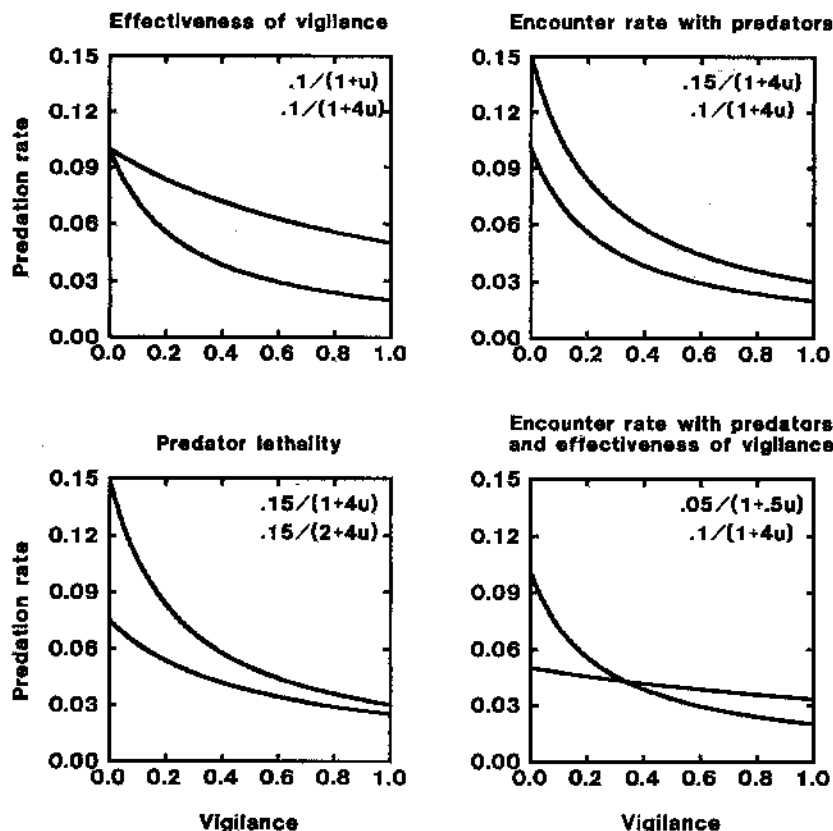 Effectiveness of vigilance
.1/(1+u)
.1/(1+4u)
Predation rate
0.15
0.12
0.09
0.06
0.03
0.00
0.0 0.2 0.4 0.6 0.8 1.0
Encounter rate with predators
.15/(1+4u)
.1/(1+4u)
0.15
0.12
0.09
0.06
0.03
0.00
0.0 0.2 0.4 0.6 0.8 1.0
Predator lethality
.15/(1+4u)
.15/(2+4u)
Predation rate
0.15
0.12
0.09
0.06
0.03
0.00
0.0 0.2 0.4 0.6 0.8 1.0
Vigilance
Encounter rate with predators
and effectiveness of vigilance
.05/(1+.5u)
.1/(1+4u)
0.15
0.12
0.09
0.06
0.03
0.00
0.0 0.2 0.4 0.6 0.8 1.0
Vigilance